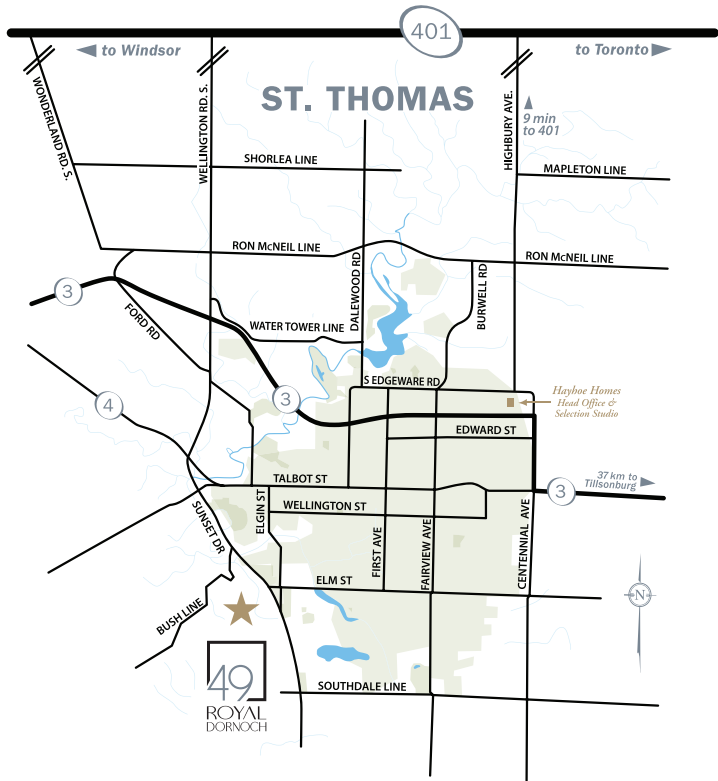 401
to Windsor
to Toronto
ST. THOMAS
WONDERLAND RD. S.
WELLINGTON RD. S.
HIGHBURY AVE.
9 min
to 401
SHORLEA LINE
MAPLETON LINE
RON McNEIL LINE
RON McNEIL LINE
DALEWOOD RD
BURWELL RD
3
FORD RD
WATER TOWER LINE
S EDGEWARE RD
Hayhoe Homes
Head Office &
Selection Studio
3
4
EDWARD ST
TALBOT ST
37 km to
Tillsonburg
3
ELGIN ST
WELLINGTON ST
SUNSET DR
FIRST AVE
FAIRVIEW AVE
CENTENNIAL AVE
ELM ST
N
BUSH LINE
49
ROYAL
DORNOCH
SOUTHDALE LINE